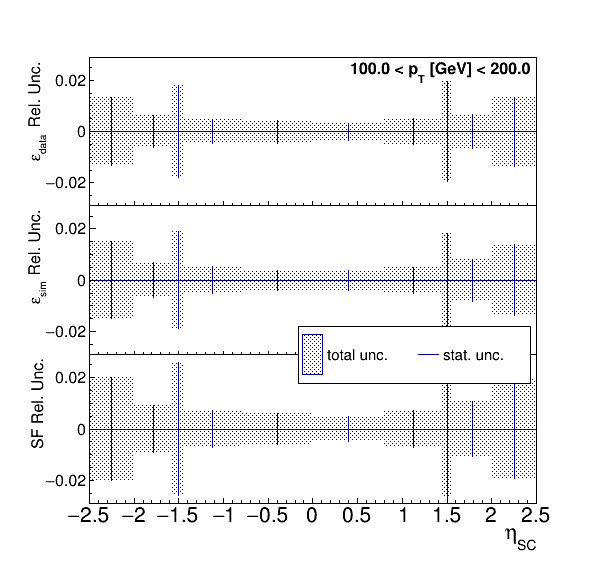 100.0 < p_T [GeV] < 200.0
ε_data Rel. Unc.
0.02
0
−0.02
ε_sim Rel. Unc.
0.02
0
−0.02
total unc. stat. unc.
SF Rel. Unc.
0.02
0
−0.02
−2.5 −2 −1.5 −1 −0.5 0 0.5 1 1.5 2 2.5
η_SC